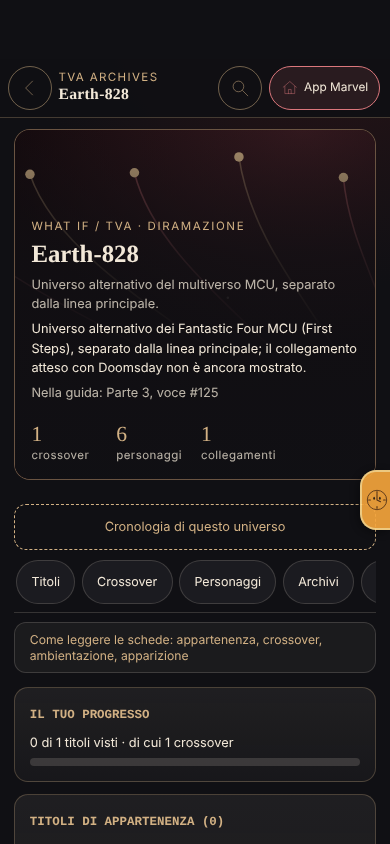 TVA ARCHIVES
Earth-828
App Marvel
WHAT IF / TVA · DIRAMAZIONE
Earth-828
Universo alternativo del multiverso MCU, separato
dalla linea principale.
Universo alternativo dei Fantastic Four MCU (First
Steps), separato dalla linea principale; il collegamento
atteso con Doomsday non è ancora mostrato.
Nella guida: Parte 3, voce #125
1 6 1
crossover personaggi collegamenti
Cronologia di questo universo
Titoli Crossover Personaggi Archivi
Come leggere le schede: appartenenza, crossover,
ambientazione, apparizione
IL TUO PROGRESSO
0 di 1 titoli visti · di cui 1 crossover
TITOLI DI APPARTENENZA (0)